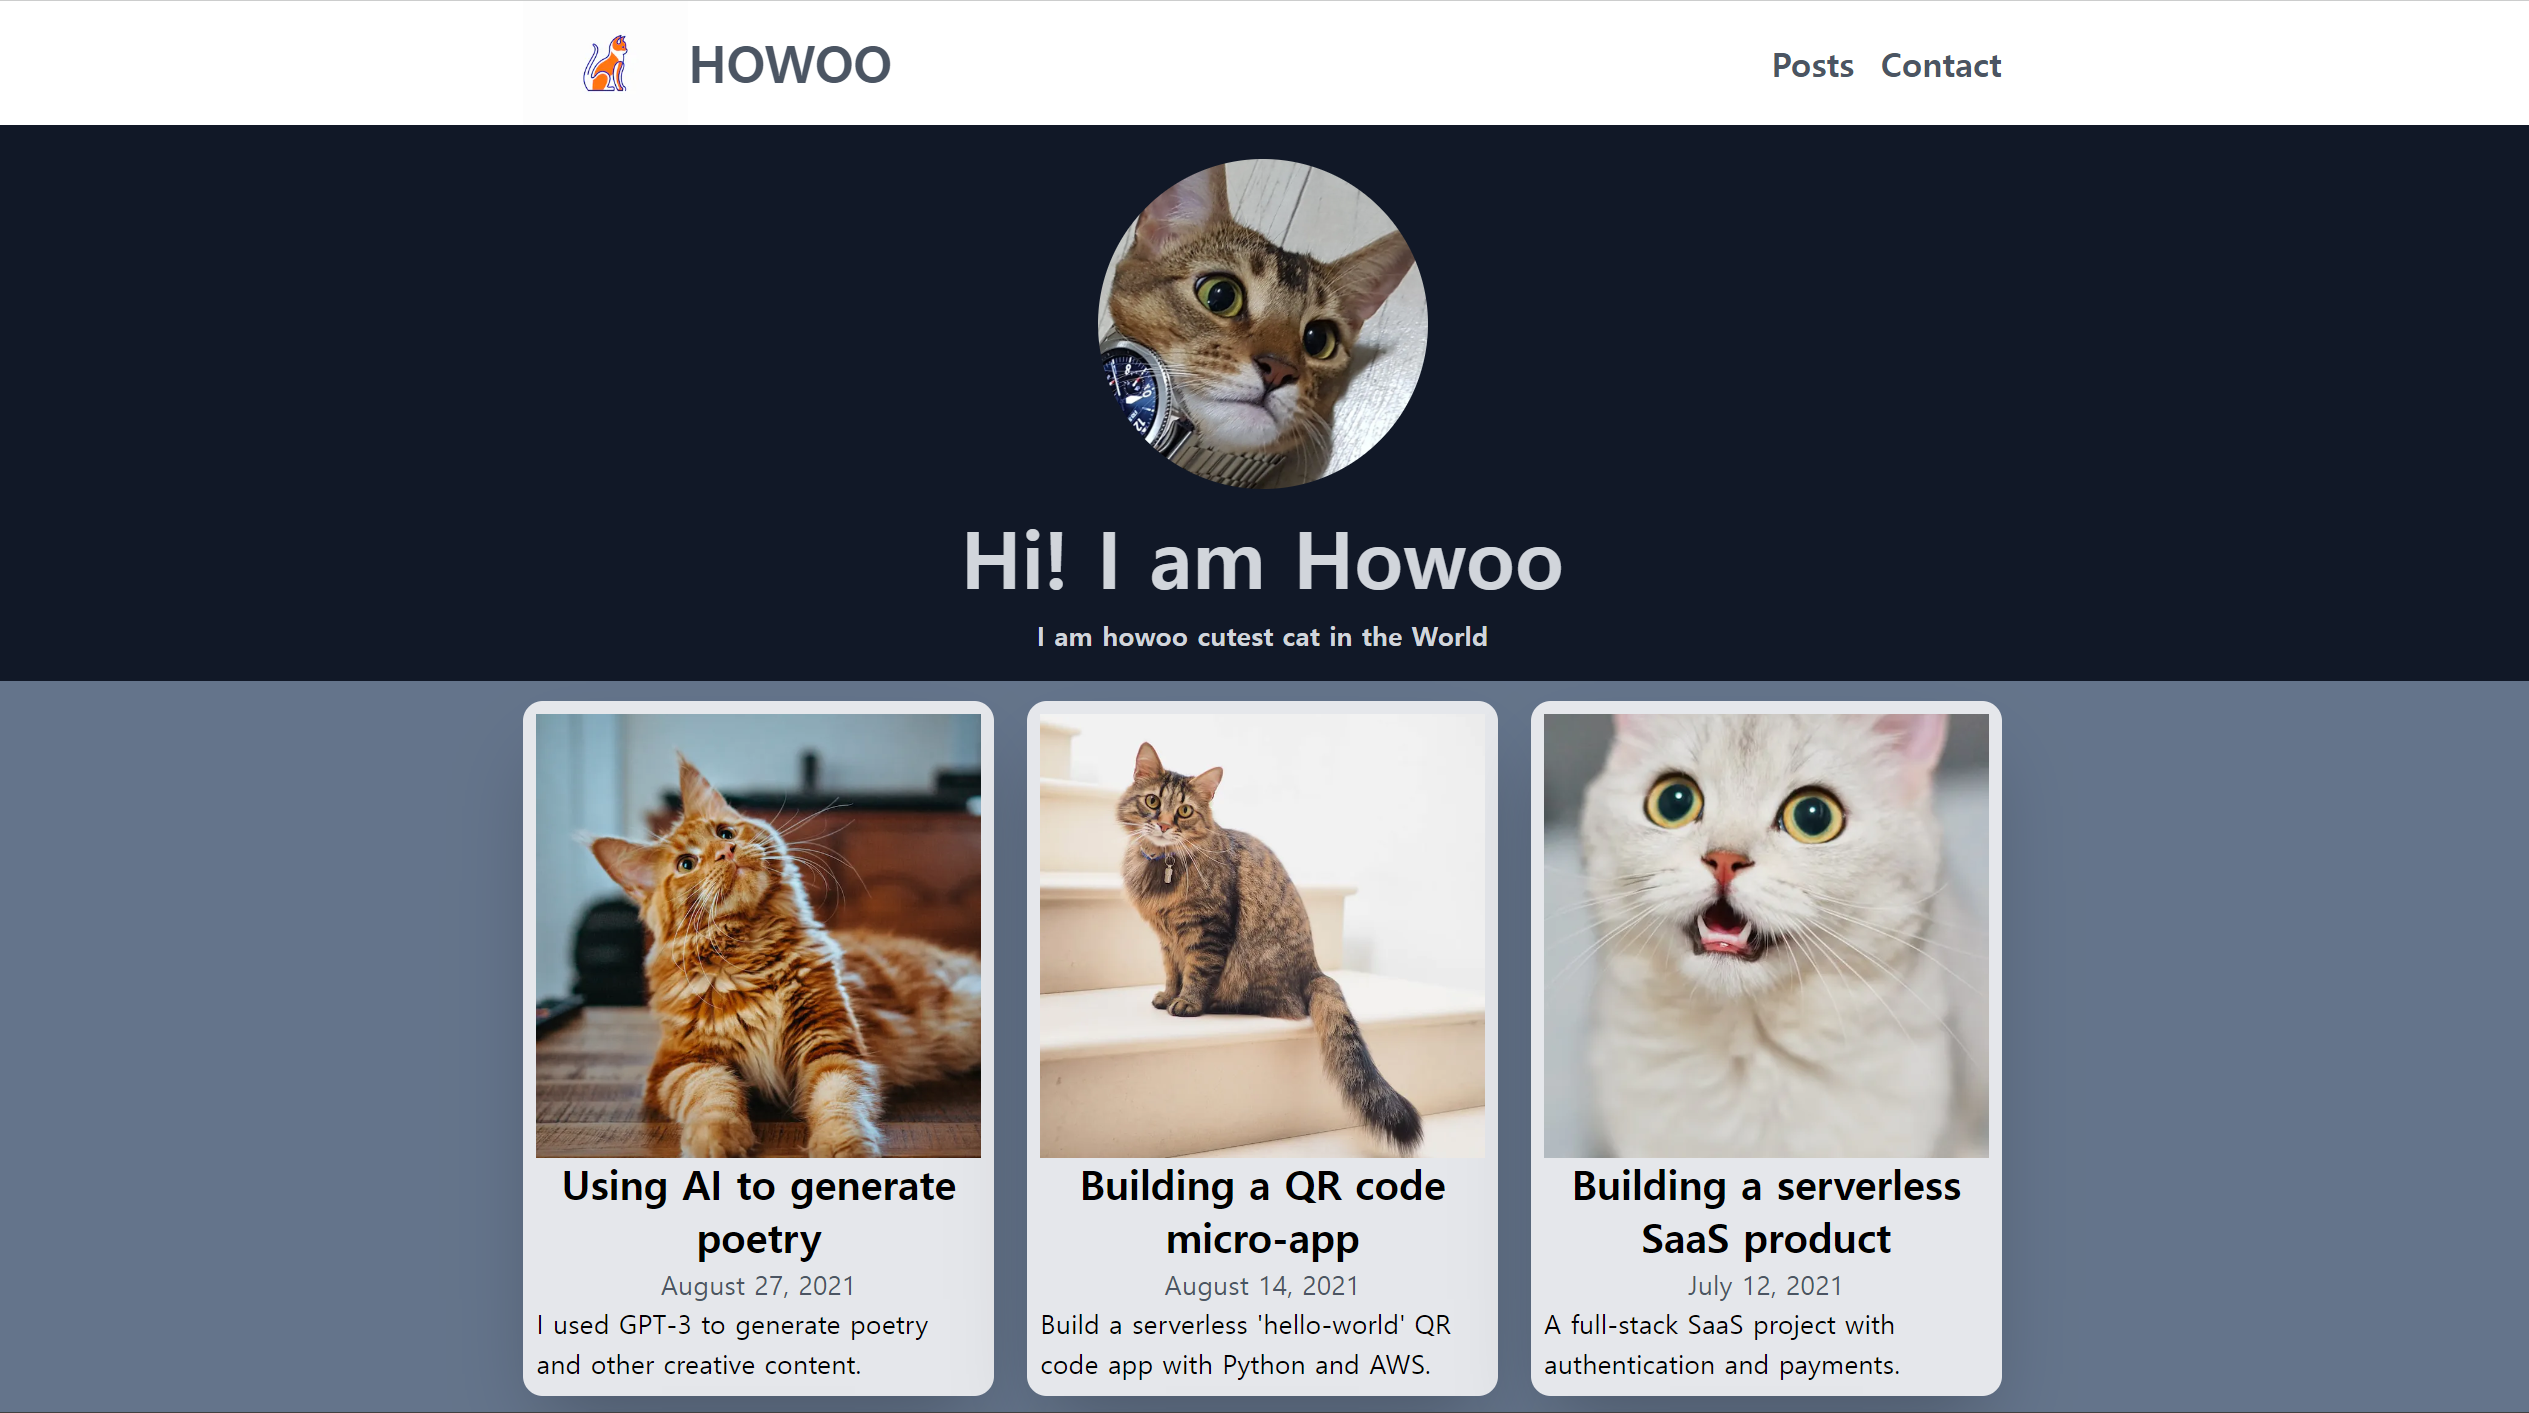 HOWOO
Posts Contact
Hi! I am Howoo
I am howoo cutest cat in the World
Using AI to generate
poetry
August 27, 2021
I used GPT-3 to generate poetry
and other creative content.
Building a QR code
micro-app
August 14, 2021
Build a serverless 'hello-world' QR
code app with Python and AWS.
Building a serverless
SaaS product
July 12, 2021
A full-stack SaaS project with
authentication and payments.